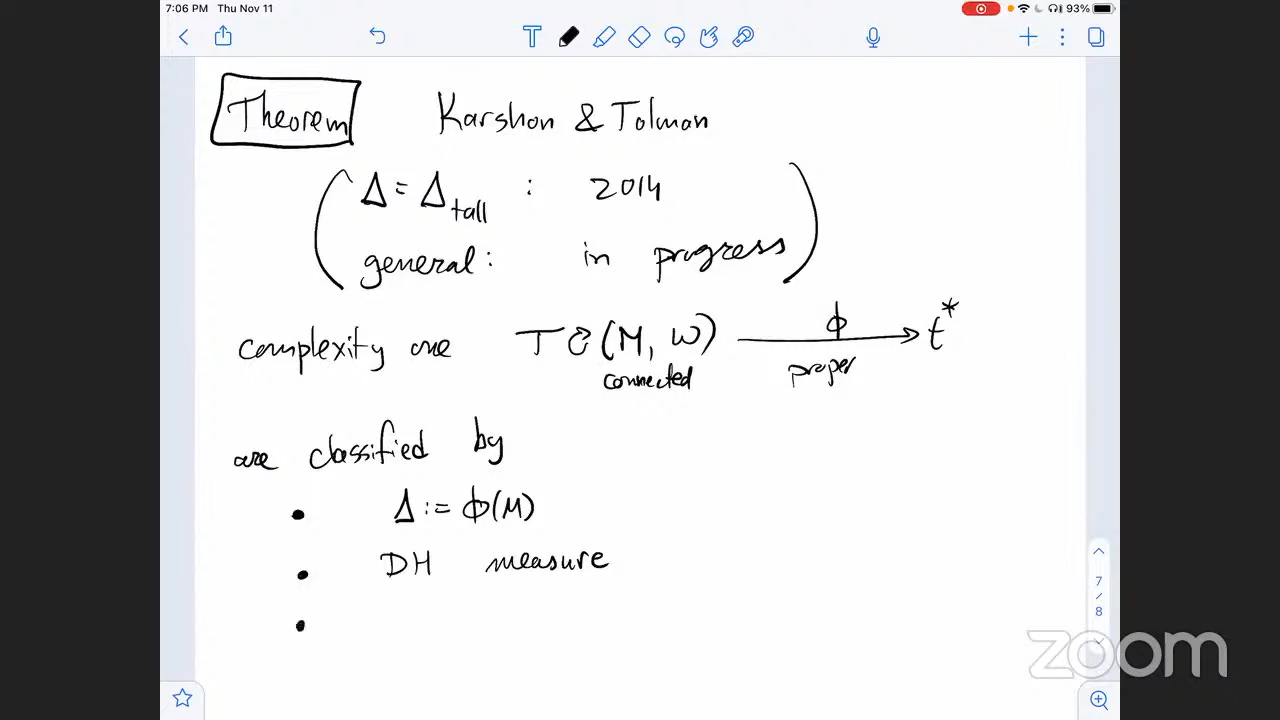 7:06 PM Thu Nov 11 93%
Theorem Karshon & Tolman
( Δ = Δ_tall : 2014
general : in progress )
complexity one T ↻ (M, ω) ϕ→ t*
connected proper
are classified by
• Δ := ϕ(M)
• DH measure
•
7 / 8
zoom